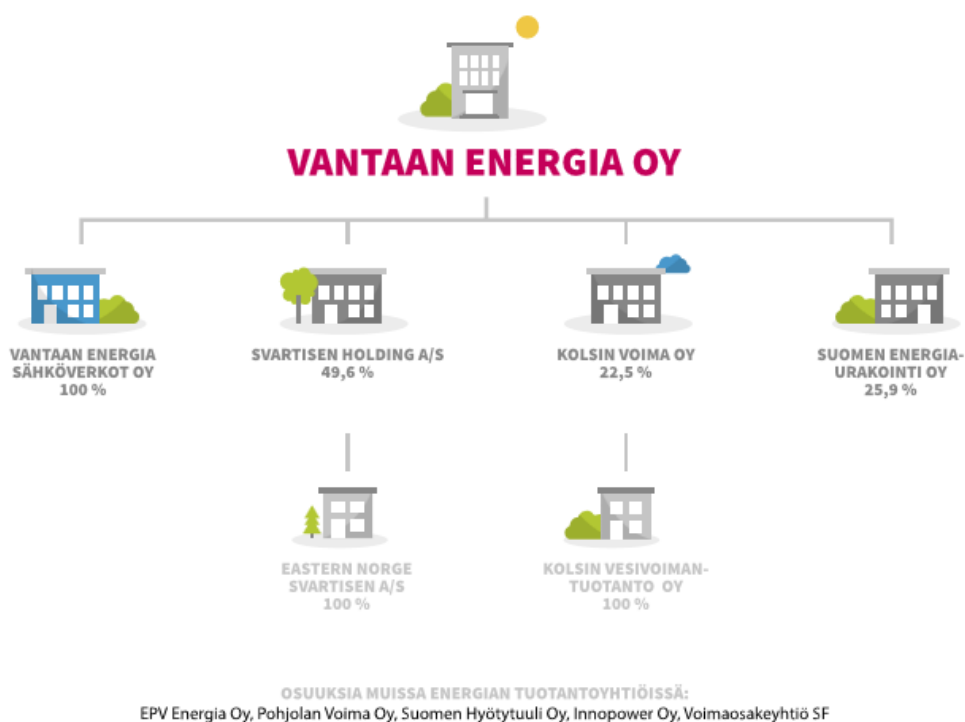 VANTAAN ENERGIA OY
VANTAAN ENERGIA
SÄHKÖVERKOT OY
100 %
SVARTISEN HOLDING A/S
49,6 %
KOLSIN VOIMA OY
22,5 %
SUOMEN ENERGIA-
URAKOINTI OY
25,9 %
EASTERN NORGE
SVARTISEN A/S
100 %
KOLSIN VESIVOIMAN-
TUOTANTO OY
100 %
OSUUKSIA MUISSA ENERGIAN TUOTANTOYHTIÖISSÄ:
EPV Energia Oy, Pohjolan Voima Oy, Suomen Hyötytuuli Oy, Innopower Oy, Voimaosakeyhtiö SF